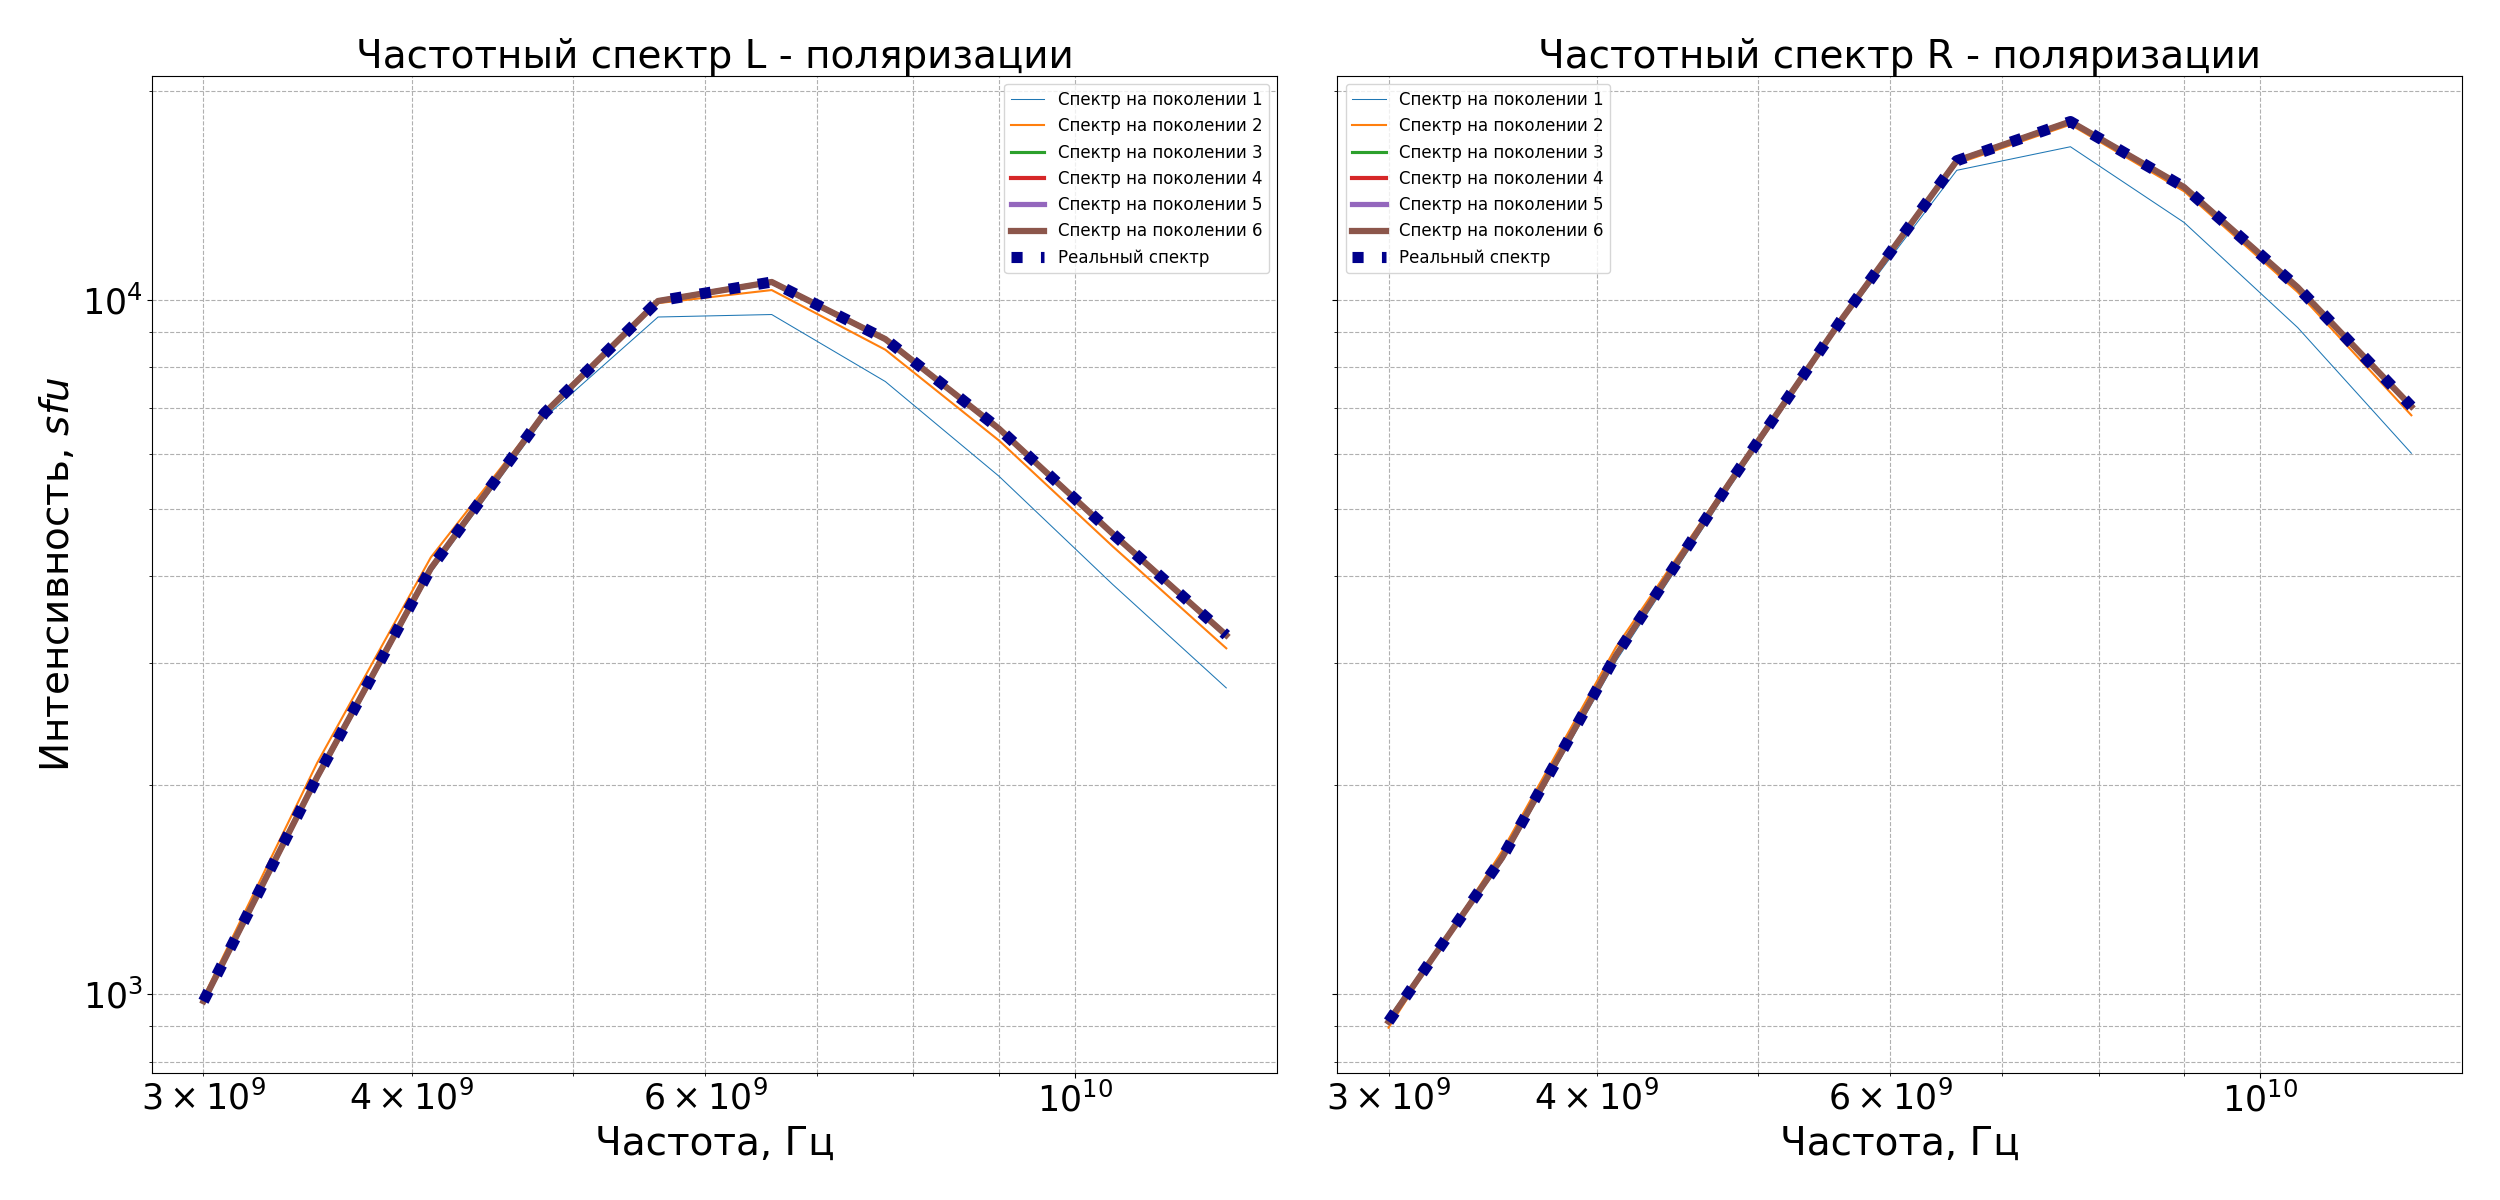 Частотный спектр L - поляризации
Спектр на поколении 1
Спектр на поколении 2
Спектр на поколении 3
Спектр на поколении 4
Спектр на поколении 5
Спектр на поколении 6
Реальный спектр
Интенсивность, sfu
10⁴
10³
3 × 10⁹
4 × 10⁹
6 × 10⁹
10¹⁰
Частота, Гц
Частотный спектр R - поляризации
Спектр на поколении 1
Спектр на поколении 2
Спектр на поколении 3
Спектр на поколении 4
Спектр на поколении 5
Спектр на поколении 6
Реальный спектр
3 × 10⁹
4 × 10⁹
6 × 10⁹
10¹⁰
Частота, Гц